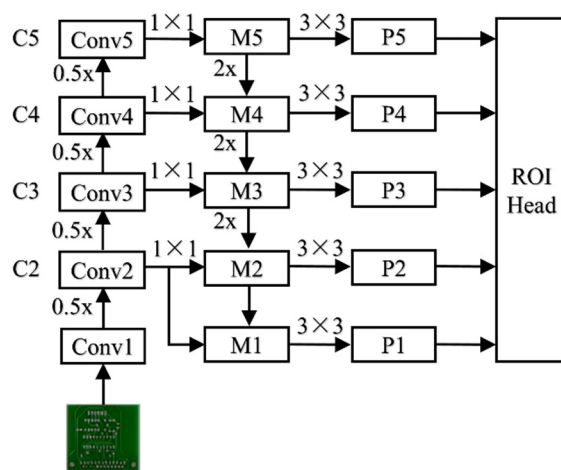 C5 Conv5 1×1 M5 3×3 P5
0.5x 2x
C4 Conv4 1×1 M4 3×3 P4
0.5x 2x
C3 Conv3 1×1 M3 3×3 P3
ROI
Head
0.5x 2x
C2 Conv2 1×1 M2 3×3 P2
0.5x
Conv1 M1 3×3 P1